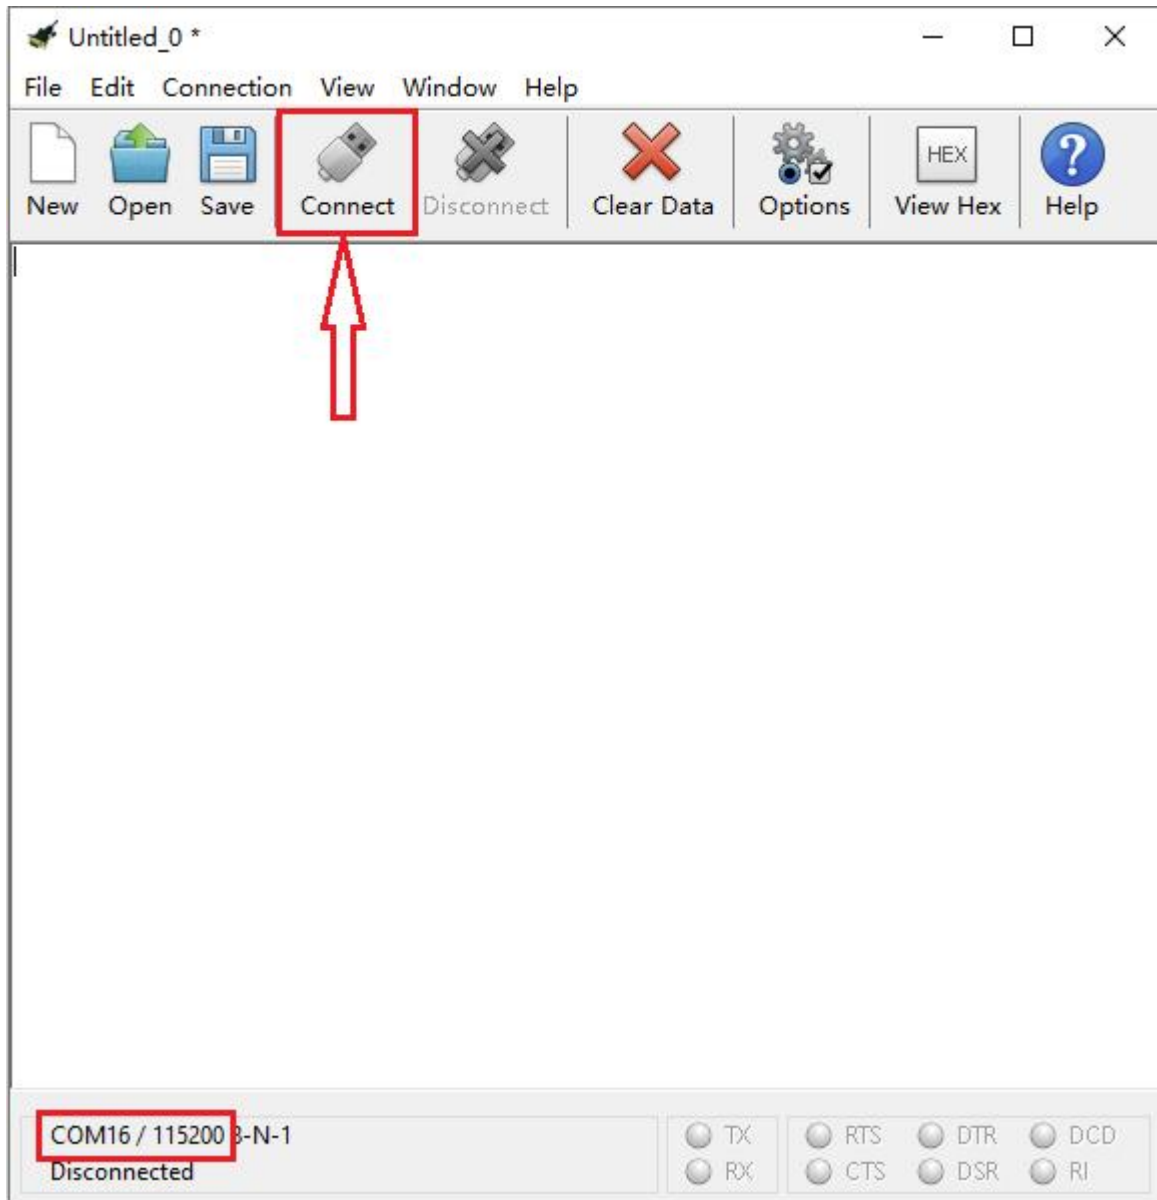 Untitled_0 *
File Edit Connection View Window Help
HEX
New Open Save Connect Disconnect Clear Data Options View Hex Help
COM16 / 115200 8-N-1
Disconnected
TX RTS DTR DCD
RX CTS DSR RI